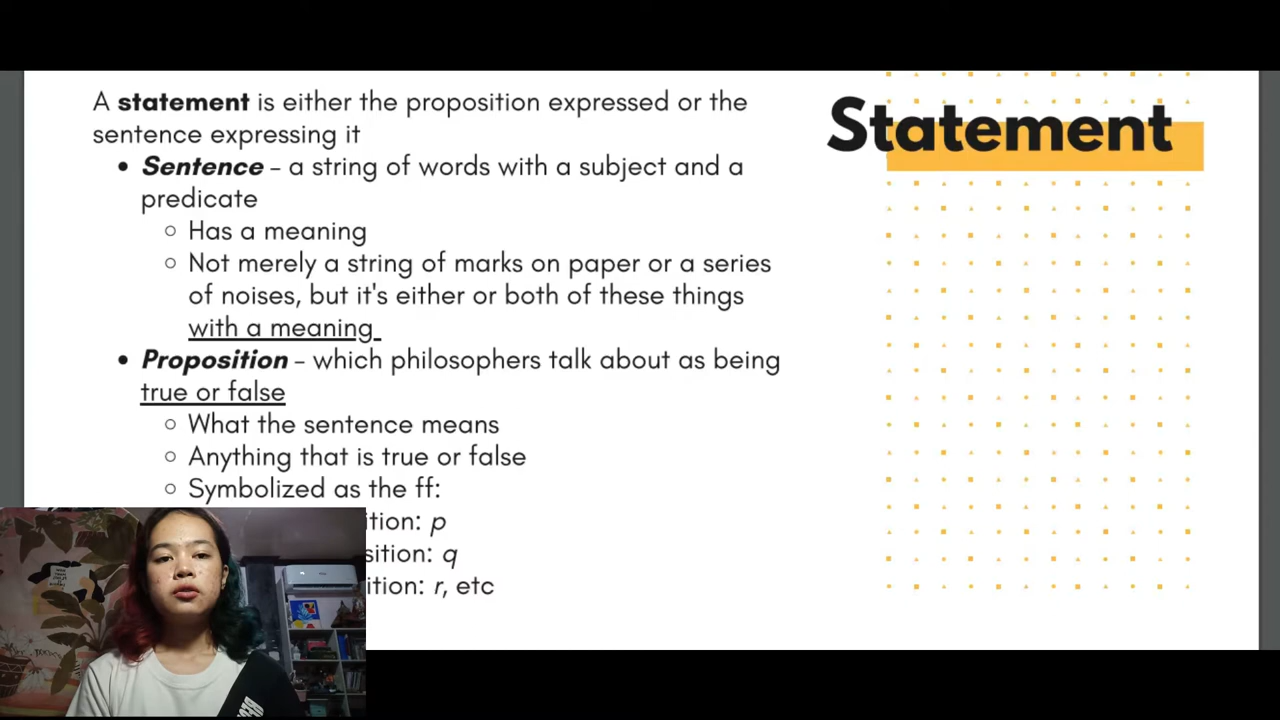 Statement
A statement is either the proposition expressed or the
sentence expressing it
• Sentence – a string of words with a subject and a
predicate
○ Has a meaning
○ Not merely a string of marks on paper or a series
of noises, but it's either or both of these things
with a meaning
• Proposition – which philosophers talk about as being
true or false
○ What the sentence means
○ Anything that is true or false
○ Symbolized as the ff:
ition: p
sition: q
ition: r, etc